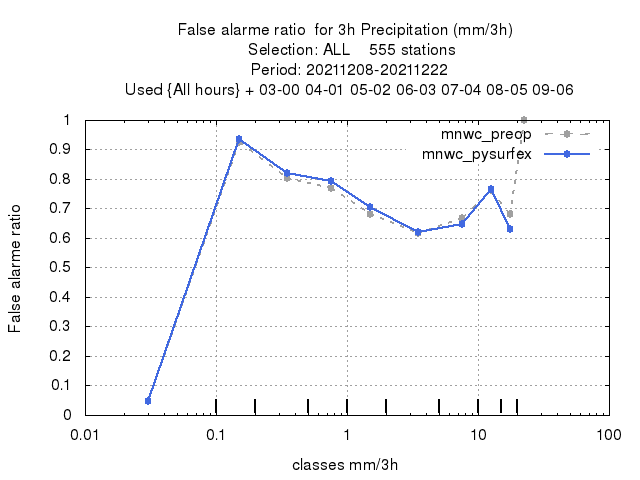 False alarme ratio  for 3h Precipitation (mm/3h)
Selection: ALL    555 stations
Period: 20211208-20211222
Used {All hours} + 03-00 04-01 05-02 06-03 07-04 08-05 09-06
mnwc_preop
mnwc_pysurfex
1
0.9
0.8
0.7
0.6
0.5
0.4
0.3
0.2
0.1
0
False alarme ratio
0.01
0.1
1
10
100
classes mm/3h